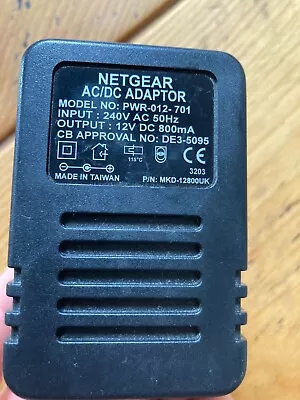 NETGEAR
AC/DC ADAPTOR
MODEL NO: PWR-012-701
INPUT : 240V AC 50Hz
OUTPUT : 12V DC 800mA
CB APPROVAL NO: DE3-5095
115°C
CE
3203
MADE IN TAIWAN
P/N: MKD-12800UK